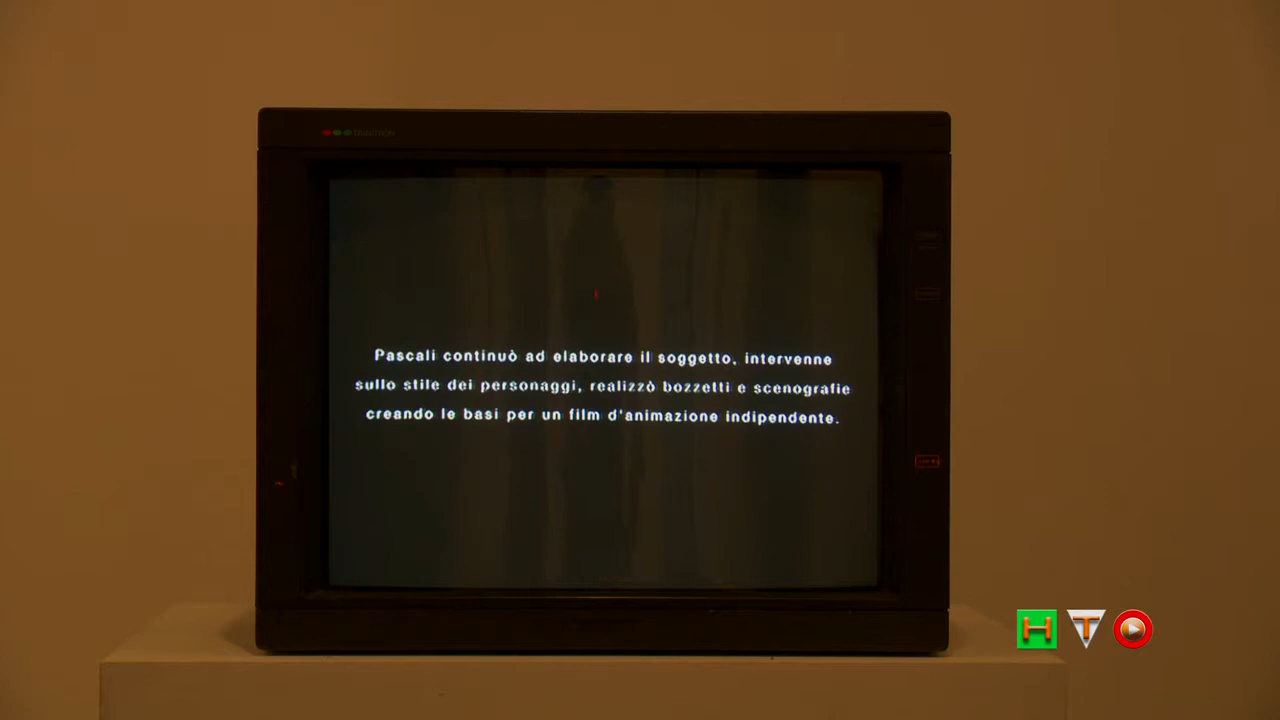 TRINITRON
Pascali continuò ad elaborare il soggetto, intervenne
sullo stile dei personaggi, realizzò bozzetti e scenografie
creando le basi per un film d'animazione indipendente.
H T